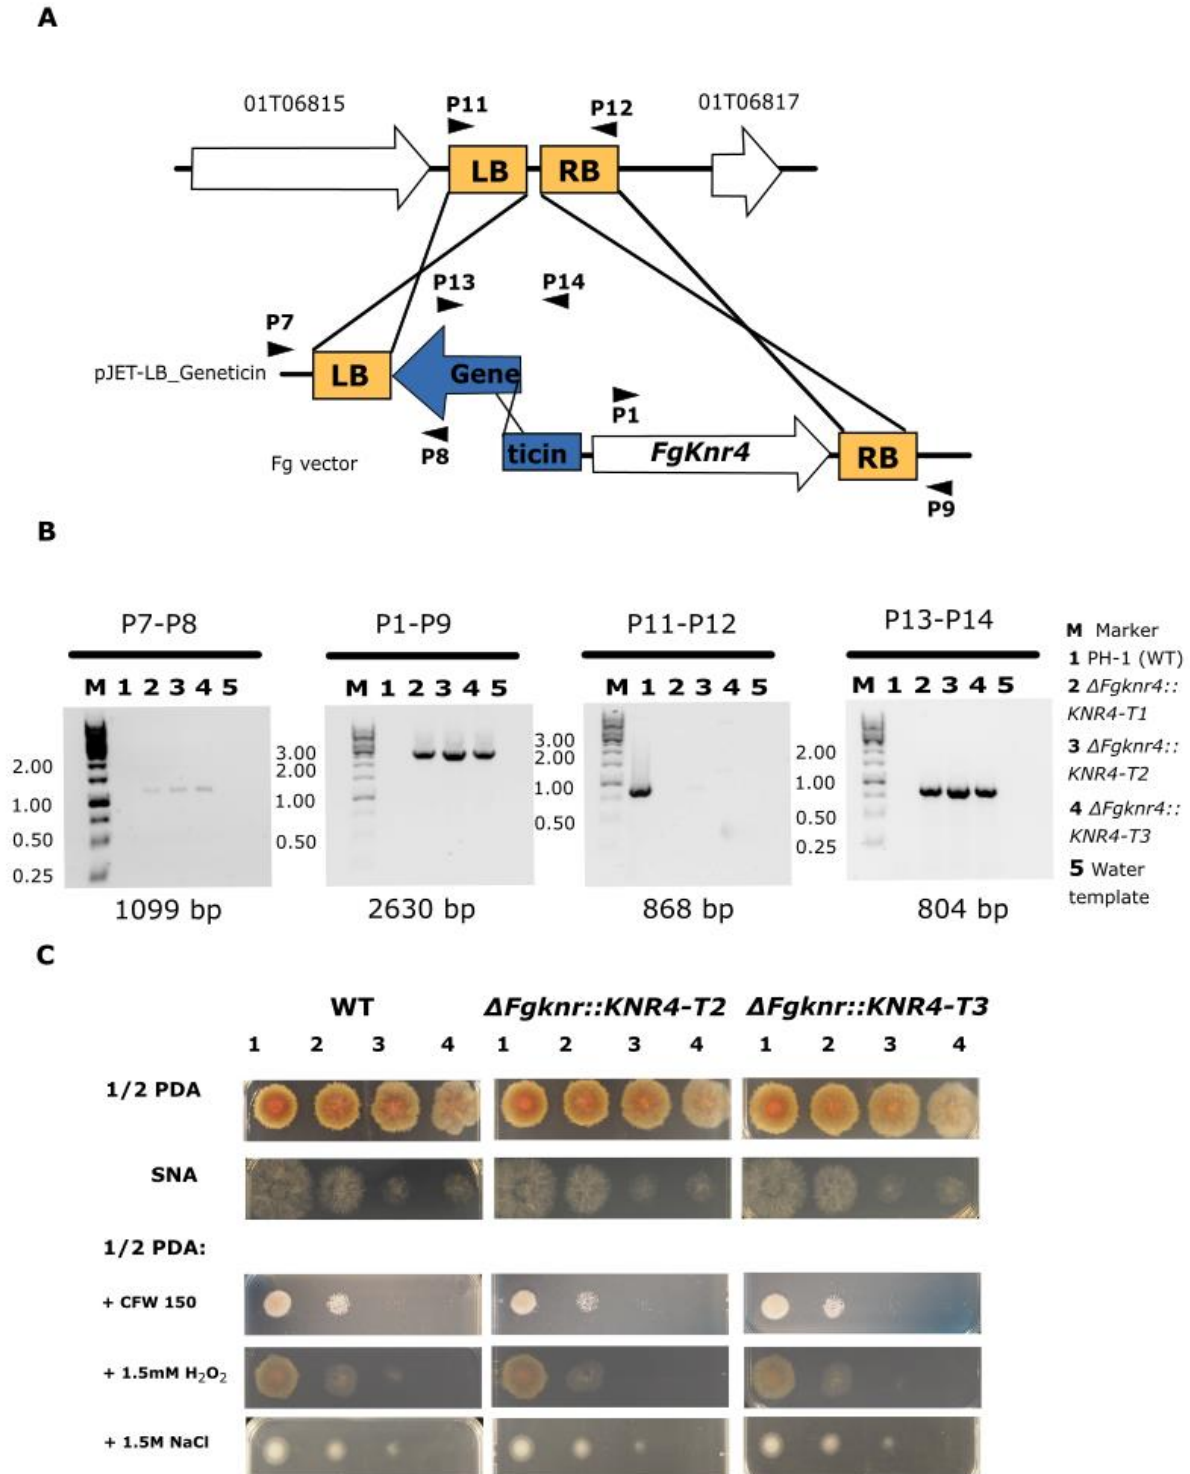 A
01T06815
P11
P12
01T06817
LB
RB
P13
P14
P7
pJET-LB_Geneticin
LB
Gene
P1
P8
ticin
FgKnr4
RB
Fg vector
P9
B
P7-P8
P1-P9
P11-P12
P13-P14
M 1 2 3 4 5
M 1 2 3 4 5
M 1 2 3 4 5
M 1 2 3 4 5
2.00
1.00
0.50
0.25
3.00
2.00
1.00
0.50
3.00
2.00
1.00
0.50
2.00
1.00
0.50
0.25
1099 bp
2630 bp
868 bp
804 bp
M Marker
1 PH-1 (WT)
2 ΔFgknr4::
KNR4-T1
3 ΔFgknr4::
KNR4-T2
4 ΔFgknr4::
KNR4-T3
5 Water
template
C
WT
ΔFgknr::KNR4-T2
ΔFgknr::KNR4-T3
1 2 3 4
1 2 3 4
1 2 3 4
1/2 PDA
SNA
1/2 PDA:
+ CFW 150
+ 1.5mM H₂O₂
+ 1.5M NaCl